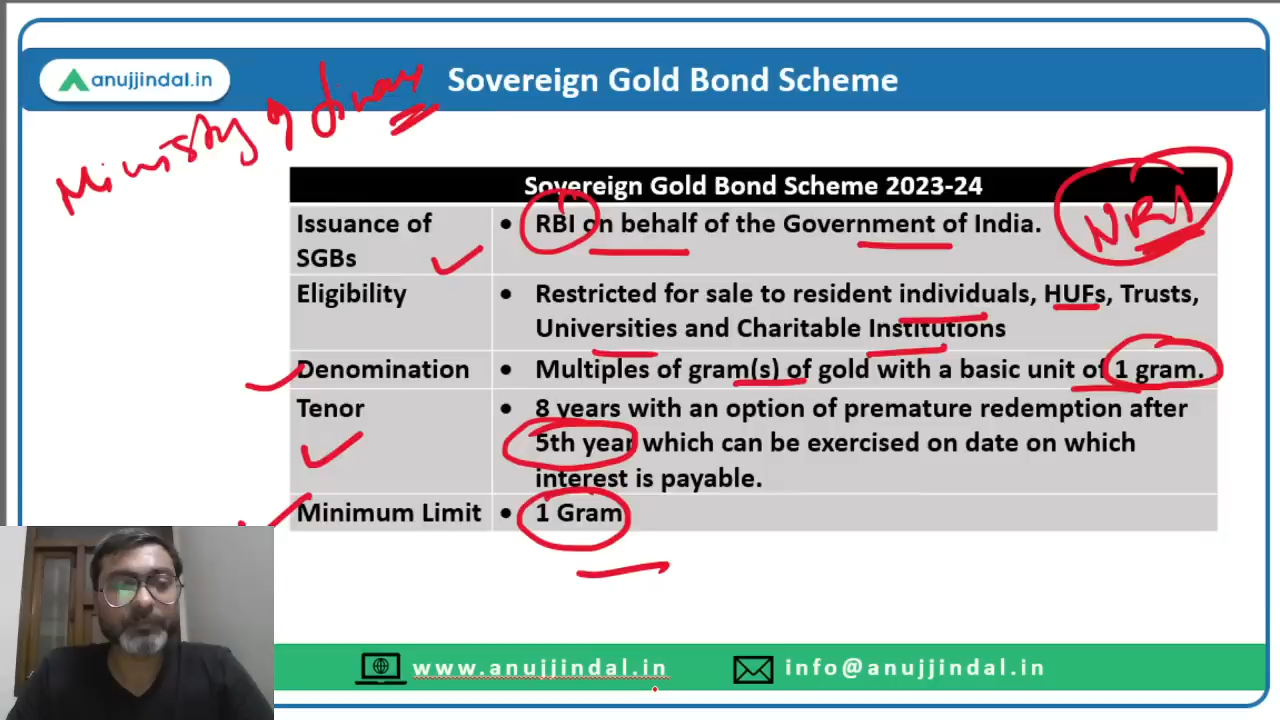 anujjindal.in
Sovereign Gold Bond Scheme
Ministry of
Sovereign Gold Bond Scheme 2023-24
NRI
Issuance of
SGBs
• RBI on behalf of the Government of India.
Eligibility
• Restricted for sale to resident individuals, HUFs, Trusts,
Universities and Charitable Institutions
Denomination
• Multiples of gram(s) of gold with a basic unit of 1 gram.
Tenor
• 8 years with an option of premature redemption after
5th year which can be exercised on date on which
interest is payable.
Minimum Limit
• 1 Gram
www.anujjindal.in
info@anujjindal.in